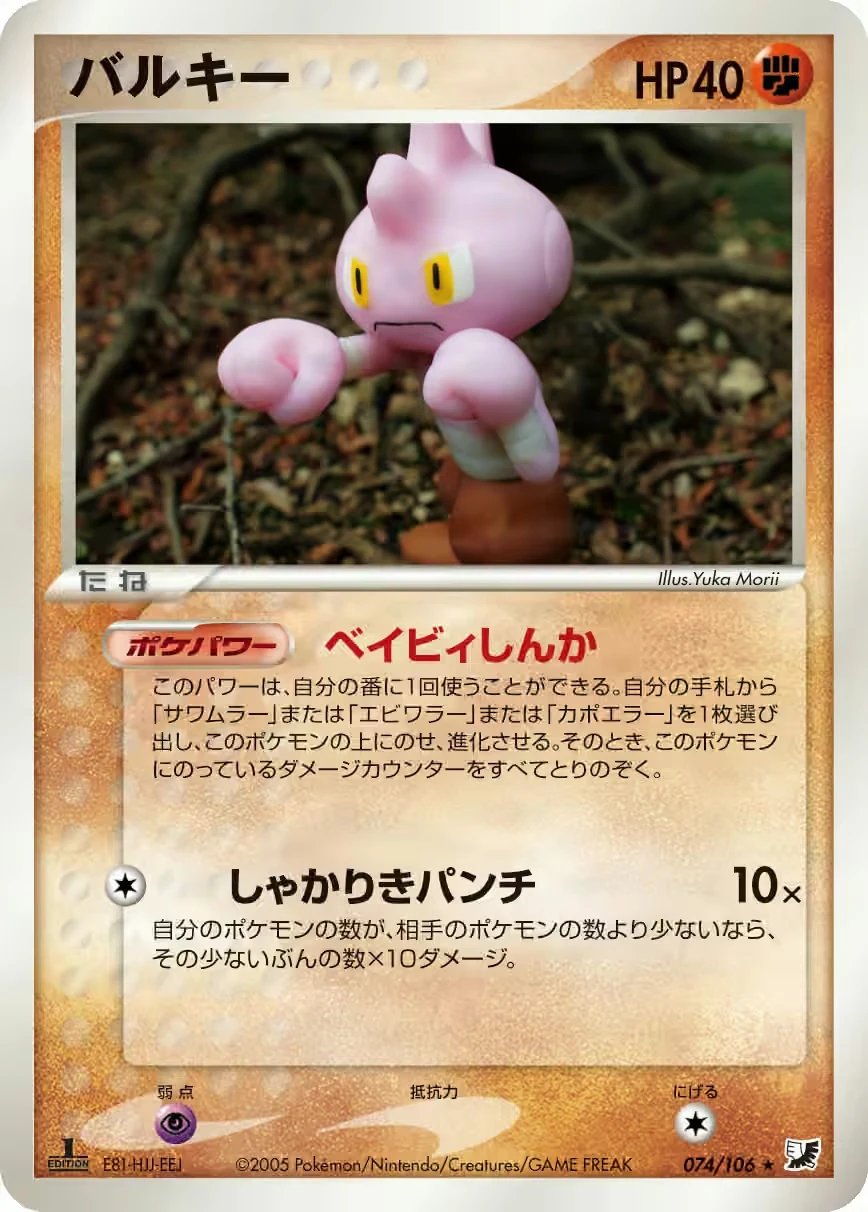 バルキー
HP40
たね
Illus.Yuka Morii
ポケパワー ベイビィしんか
このパワーは、自分の番に1回使うことができる。自分の手札から
「サワムラー」または「エビワラー」または「カポエラー」を1枚選び
出し、このポケモンの上にのせ、進化させる。そのとき、このポケモン
にのっているダメージカウンターをすべてとりのぞく。
しゃかりきパンチ 10×
自分のポケモンの数が、相手のポケモンの数より少ないなら、
その少ないぶんの数×10ダメージ。
弱点 抵抗力 にげる
1
EDITION
E81-HJJ-EEJ ©2005 Pokémon/Nintendo/Creatures/GAME FREAK 074/106 ★